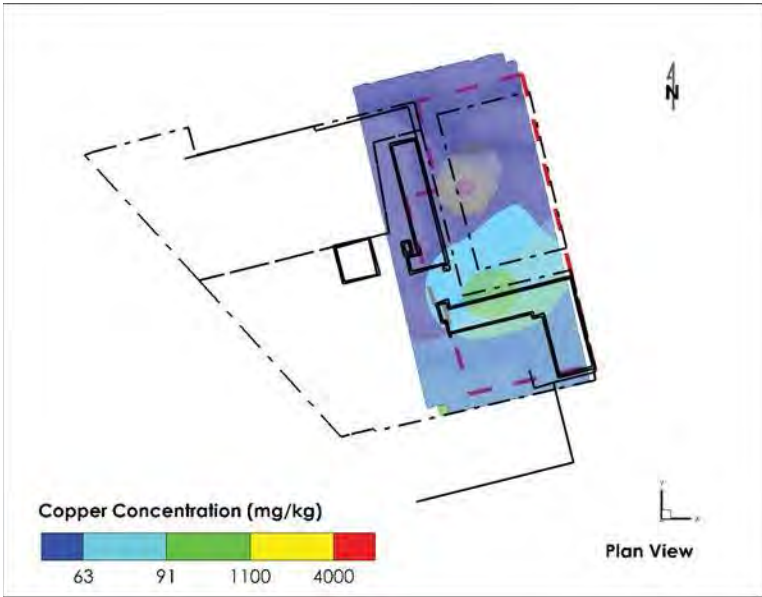 N
Copper Concentration (mg/kg)
63 91 1100 4000
Y
X
Plan View